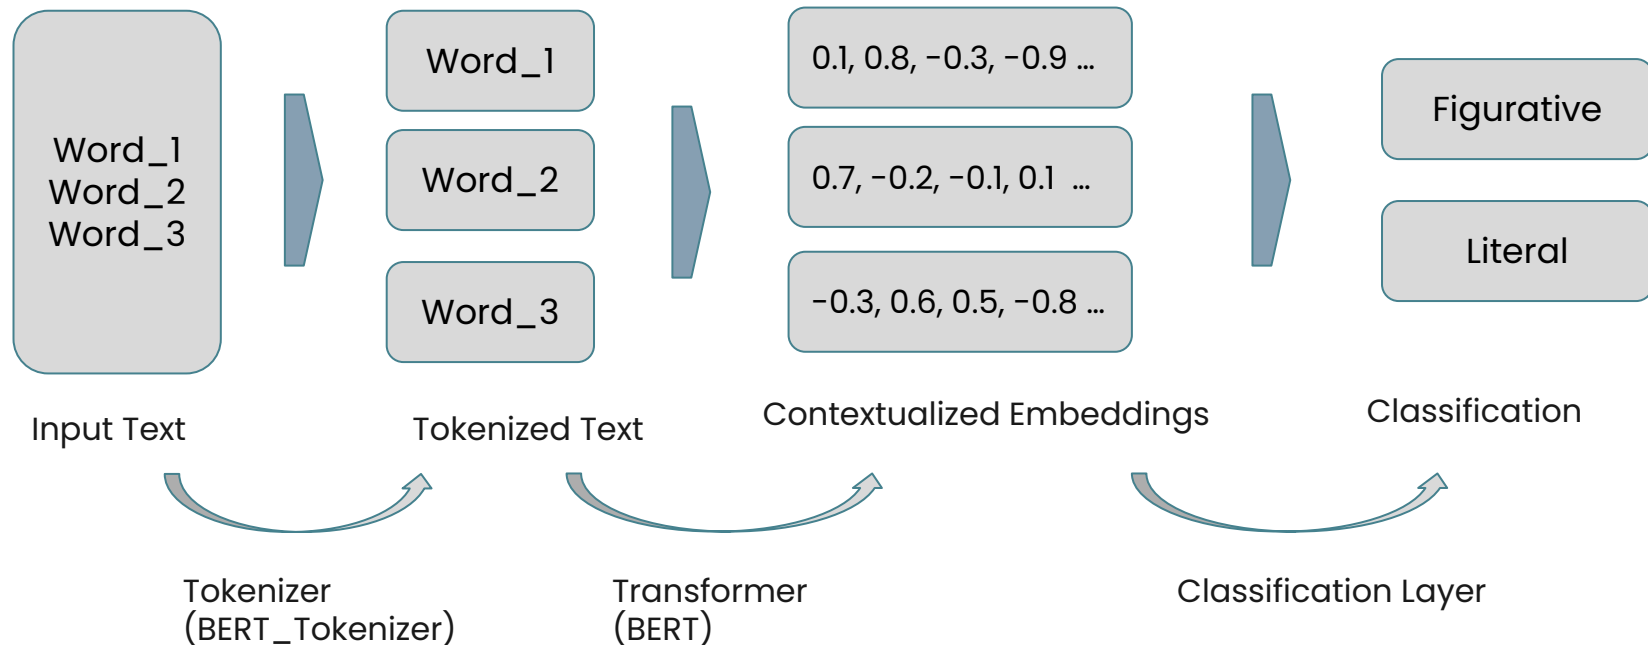 Word_1
Word_2
Word_3
Word_1
Word_2
Word_3
0.1, 0.8, -0.3, -0.9 ...
0.7, -0.2, -0.1, 0.1 ...
-0.3, 0.6, 0.5, -0.8 ...
Figurative
Literal
Input Text
Tokenized Text
Contextualized Embeddings
Classification
Tokenizer
(BERT_Tokenizer)
Transformer
(BERT)
Classification Layer